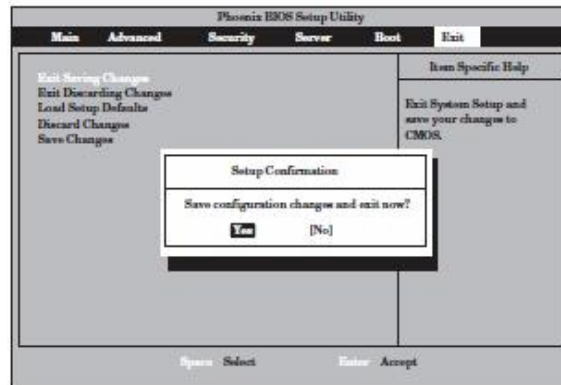 Phoenix BIOS Setup Utility
Main Advanced Security Server Boot Exit
Item Specific Help
Exit Saving Changes
Exit Discarding Changes
Load Setup Defaults
Discard Changes
Save Changes
Exit System Setup and
save your changes to
CMOS.
Setup Confirmation
Save configuration changes and exit now?
Yes [No]
Space Select Enter Accept